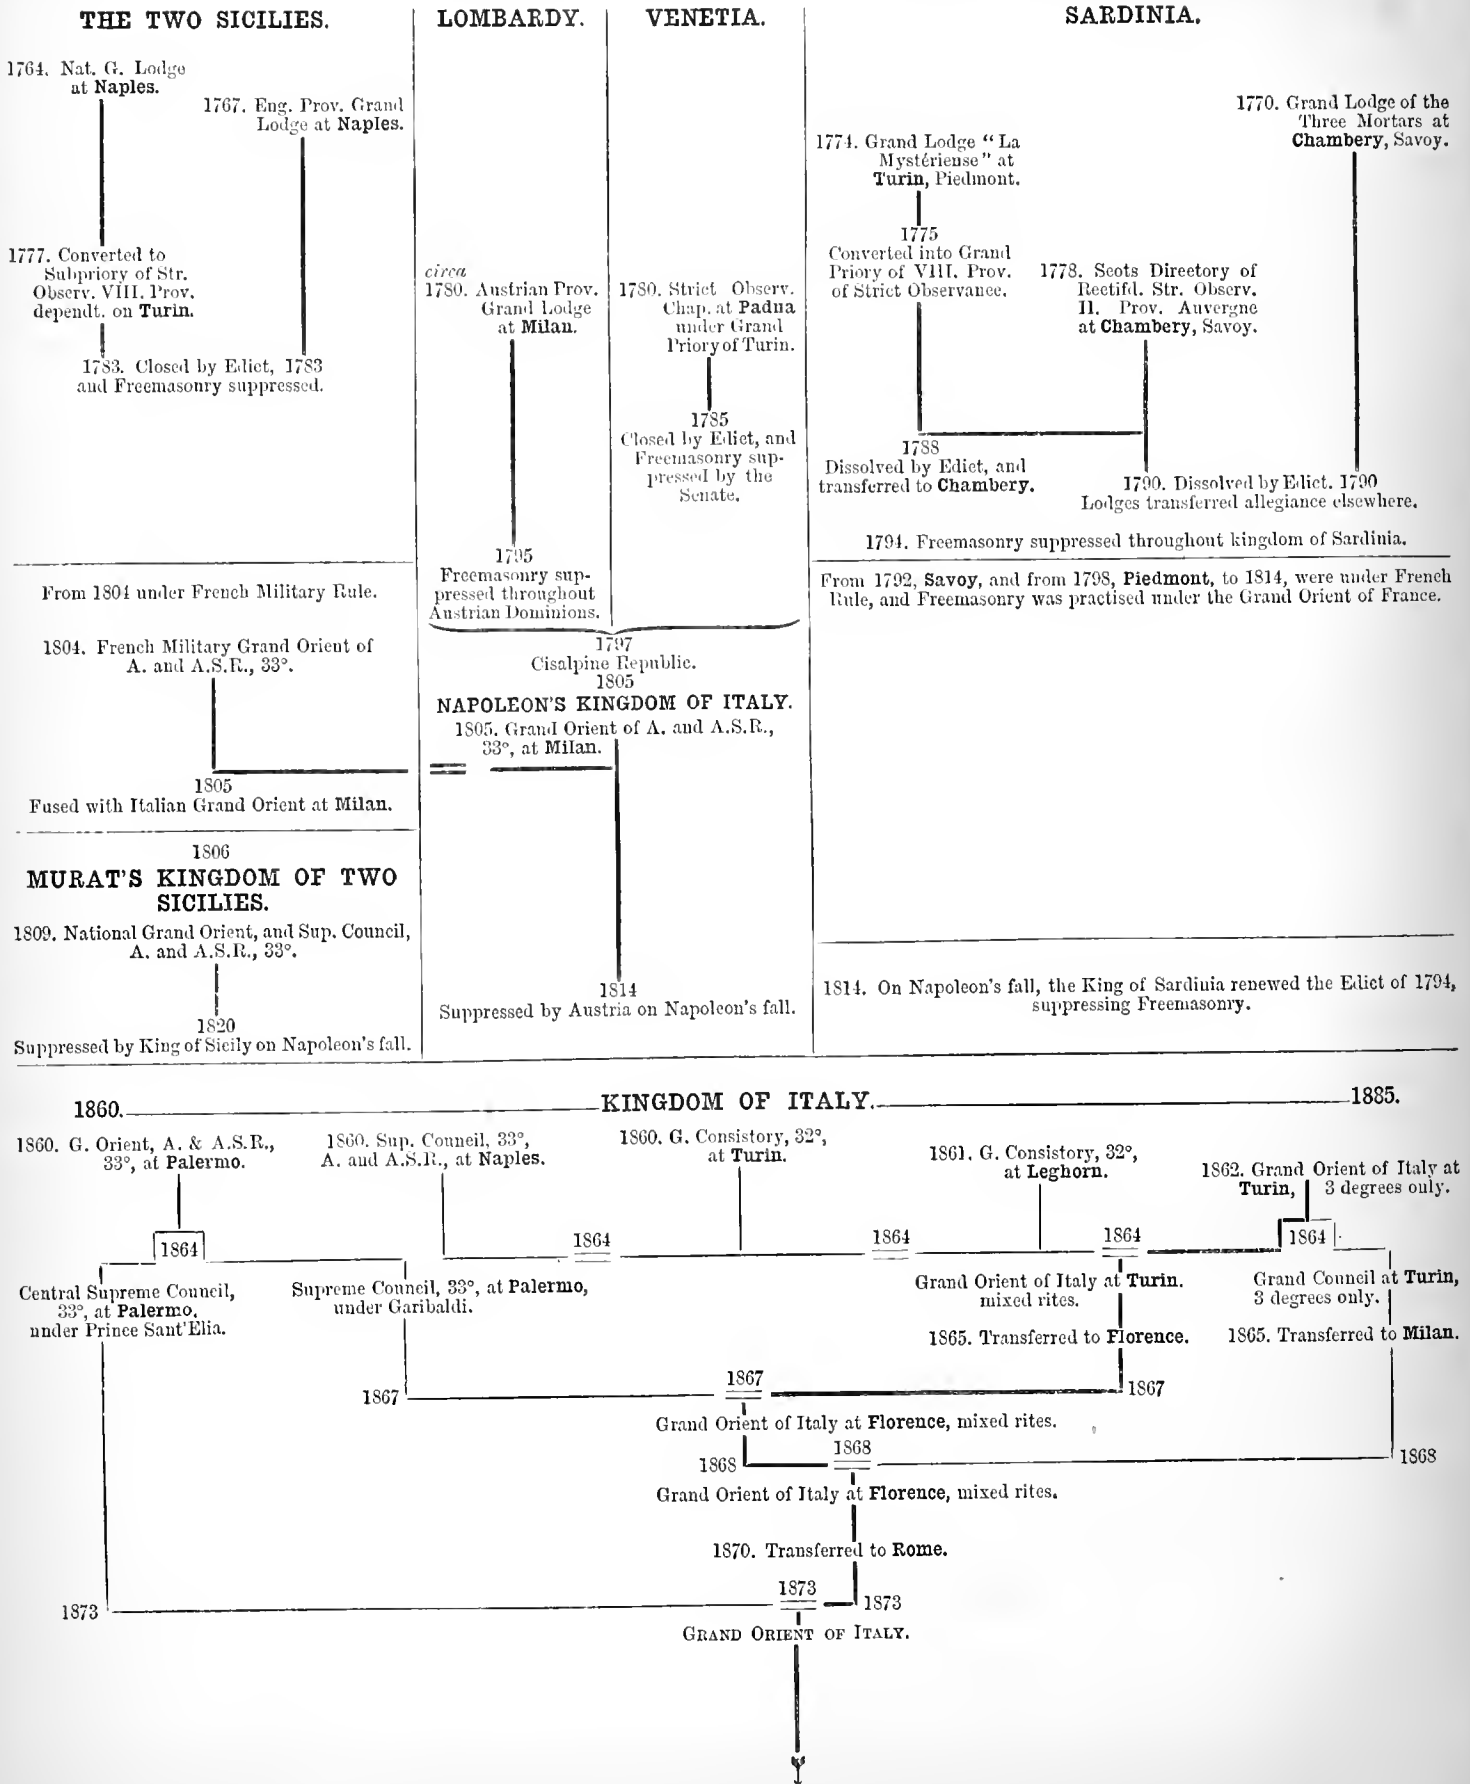 THE TWO SICILIES.
1764. Nat. G. Lodge
at Naples.
1767. Eng. Prov. Grand
Lodge at Naples.
1777. Converted to
Subpriory of Str.
Observ. VIII. Prov.
dependt. on Turin.
1783. Closed by Edict, 1783
and Freemasonry suppressed.
From 1804 under French Military Rule.
1804. French Military Grand Orient of
A. and A.S.R., 33°.
1805
Fused with Italian Grand Orient at Milan.
1806
MURAT'S KINGDOM OF TWO
SICILIES.
1809. National Grand Orient, and Sup. Council,
A. and A.S.R., 33°.
1820
Suppressed by King of Sicily on Napoleon's fall.
LOMBARDY.
circa
1780. Austrian Prov.
Grand Lodge
at Milan.
1795
Freemasonry sup-
pressed throughout
Austrian Dominions.
VENETIA.
1780. Strict Observ.
Chap. at Padua
under Grand
Priory of Turin.
1785
Closed by Edict, and
Freemasonry sup-
pressed by the
Senate.
1797
Cisalpine Republic.
1805
NAPOLEON'S KINGDOM OF ITALY.
1805. Grand Orient of A. and A.S.R.,
33°, at Milan.
1814
Suppressed by Austria on Napoleon's fall.
SARDINIA.
1770. Grand Lodge of the
Three Mortars at
Chambery, Savoy.
1774. Grand Lodge "La
Mystérieuse" at
Turin, Piedmont.
1775
Converted into Grand
Priory of VIII. Prov.
of Strict Observance.
1778. Scots Directory of
Rectifd. Str. Observ.
II. Prov. Auvergne
at Chambery, Savoy.
1788
Dissolved by Edict, and
transferred to Chambery.
1790. Dissolved by Edict. 1790
Lodges transferred allegiance elsewhere.
1794. Freemasonry suppressed throughout kingdom of Sardinia.
From 1792, Savoy, and from 1798, Piedmont, to 1814, were under French
Rule, and Freemasonry was practised under the Grand Orient of France.
1814. On Napoleon's fall, the King of Sardinia renewed the Edict of 1794,
suppressing Freemasonry.
1860. KINGDOM OF ITALY. 1885.
1860. G. Orient, A. & A.S.R.,
33°, at Palermo.
1860. Sup. Council, 33°,
A. and A.S.R., at Naples.
1860. G. Consistory, 32°,
at Turin.
1861. G. Consistory, 32°,
at Leghorn.
1862. Grand Orient of Italy at
Turin, 3 degrees only.
1864 1864 1864 1864 1864
Central Supreme Council,
33°, at Palermo,
under Prince Sant'Elia.
Supreme Council, 33°, at Palermo,
under Garibaldi.
Grand Orient of Italy at Turin.
mixed rites.
Grand Council at Turin,
3 degrees only.
1865. Transferred to Florence.
1865. Transferred to Milan.
1867 1867 1867
Grand Orient of Italy at Florence, mixed rites.
1868 1868 1868
Grand Orient of Italy at Florence, mixed rites.
1870. Transferred to Rome.
1873 1873 1873
GRAND ORIENT OF ITALY.